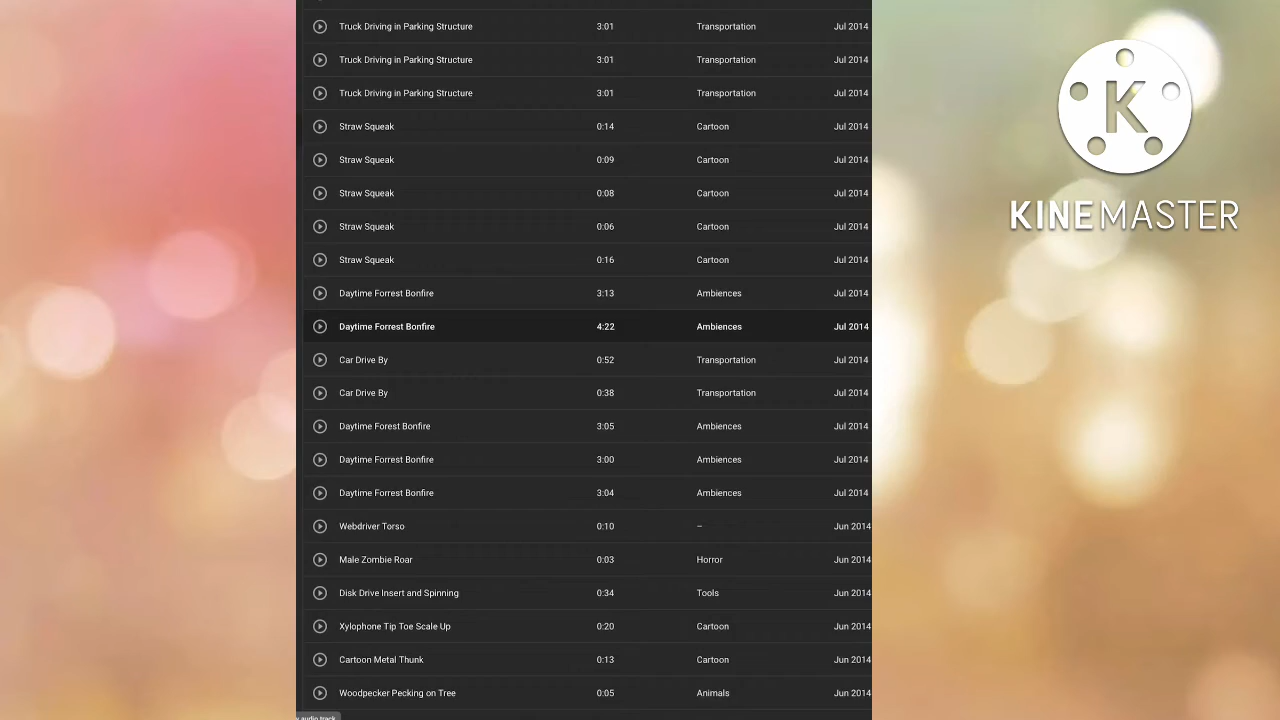 Truck Driving in Parking Structure 3:01 Transportation Jul 2014
Truck Driving in Parking Structure 3:01 Transportation Jul 2014
Truck Driving in Parking Structure 3:01 Transportation Jul 2014
Straw Squeak 0:14 Cartoon Jul 2014
Straw Squeak 0:09 Cartoon Jul 2014
Straw Squeak 0:08 Cartoon Jul 2014
Straw Squeak 0:06 Cartoon Jul 2014
Straw Squeak 0:16 Cartoon Jul 2014
Daytime Forrest Bonfire 3:13 Ambiences Jul 2014
Daytime Forrest Bonfire 4:22 Ambiences Jul 2014
Car Drive By 0:52 Transportation Jul 2014
Car Drive By 0:38 Transportation Jul 2014
Daytime Forest Bonfire 3:05 Ambiences Jul 2014
Daytime Forrest Bonfire 3:00 Ambiences Jul 2014
Daytime Forrest Bonfire 3:04 Ambiences Jul 2014
Webdriver Torso 0:10 – Jun 2014
Male Zombie Roar 0:03 Horror Jun 2014
Disk Drive Insert and Spinning 0:34 Tools Jun 2014
Xylophone Tip Toe Scale Up 0:20 Cartoon Jun 2014
Cartoon Metal Thunk 0:13 Cartoon Jun 2014
Woodpecker Pecking on Tree 0:05 Animals Jun 2014
audio track
K
KINEMASTER